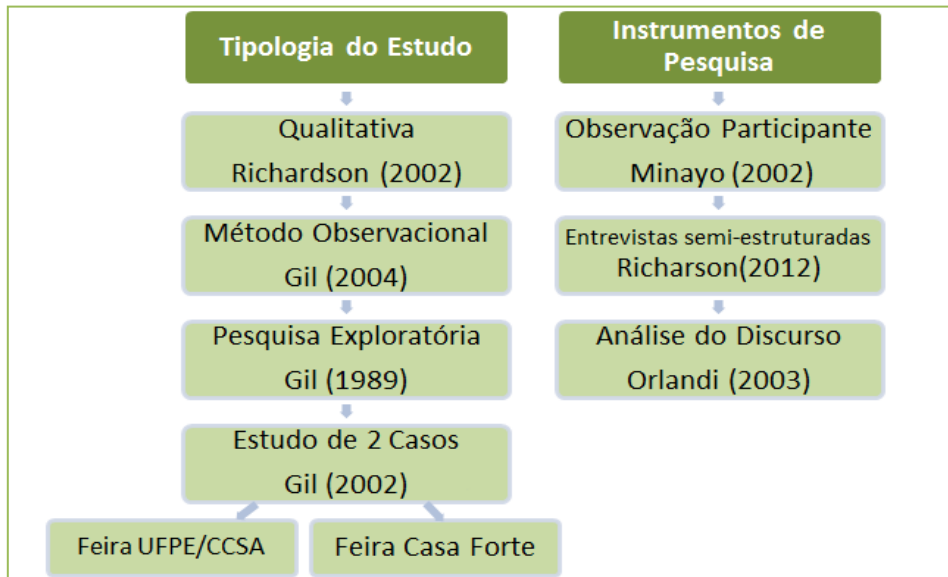 Tipologia do Estudo
Qualitativa
Richardson (2002)
Método Observacional
Gil (2004)
Pesquisa Exploratória
Gil (1989)
Estudo de 2 Casos
Gil (2002)
Feira UFPE/CCSA
Feira Casa Forte
Instrumentos de
Pesquisa
Observação Participante
Minayo (2002)
Entrevistas semi-estruturadas
Richarson(2012)
Análise do Discurso
Orlandi (2003)